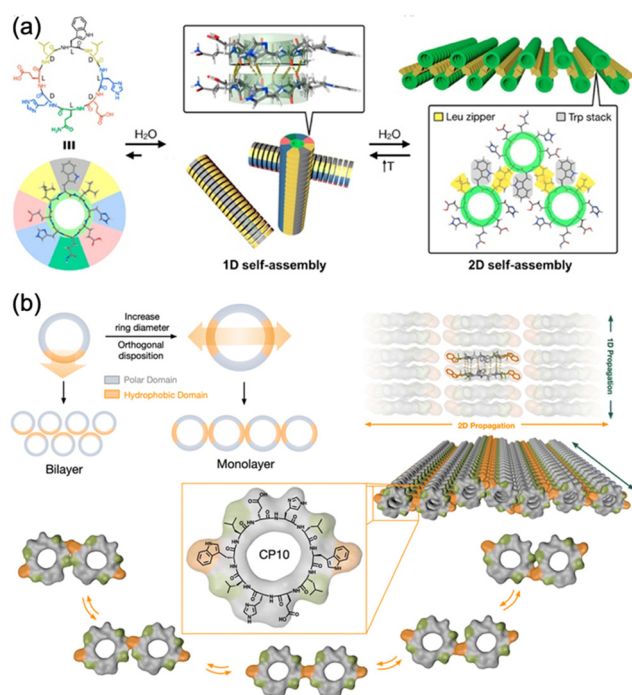 (a)
H₂O
H₂O
↑T
Leu zipper
Trp stack
1D self-assembly
2D self-assembly
(b)
Increase
ring diameter
Orthogonal
disposition
Polar Domain
Hydrophobic Domain
Bilayer
Monolayer
1D Propagation
2D Propagation
CP10